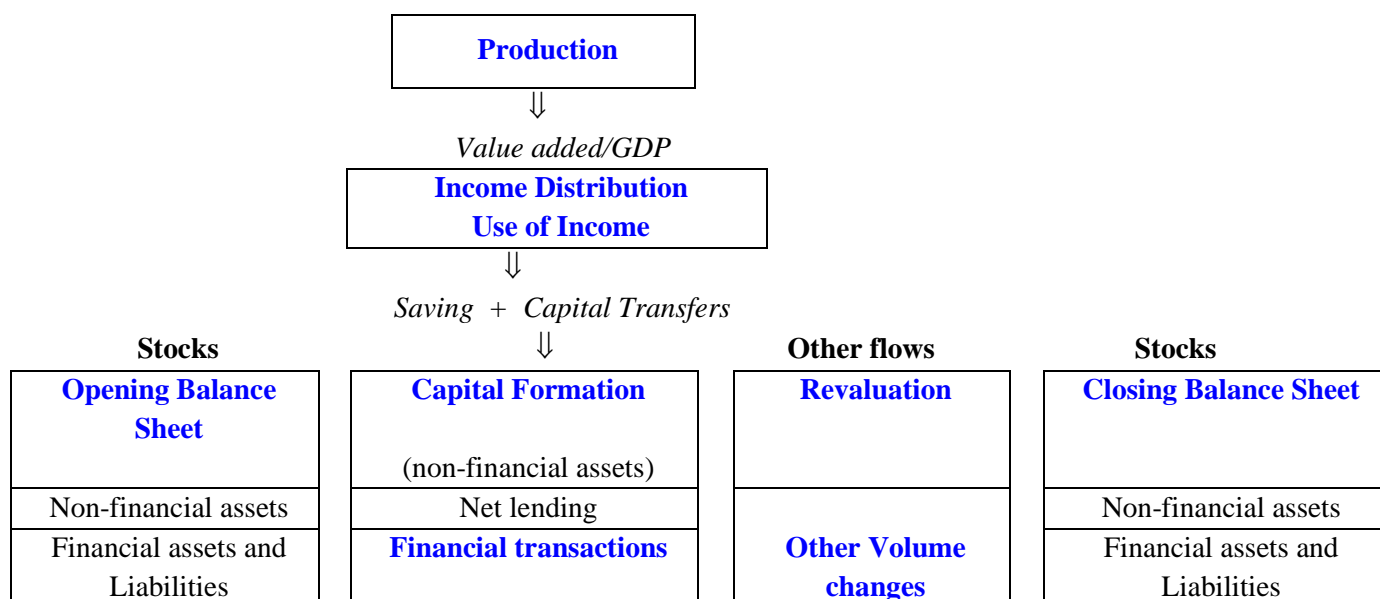 Production
⇓
Value added/GDP
Income Distribution
Use of Income
⇓
Saving + Capital Transfers
Stocks ⇓ Other flows Stocks
Opening Balance Sheet
Capital Formation
(non-financial assets)
Revaluation
Closing Balance Sheet
Non-financial assets
Net lending
Non-financial assets
Financial assets and
Liabilities
Financial transactions
Other Volume
changes
Financial assets and
Liabilities